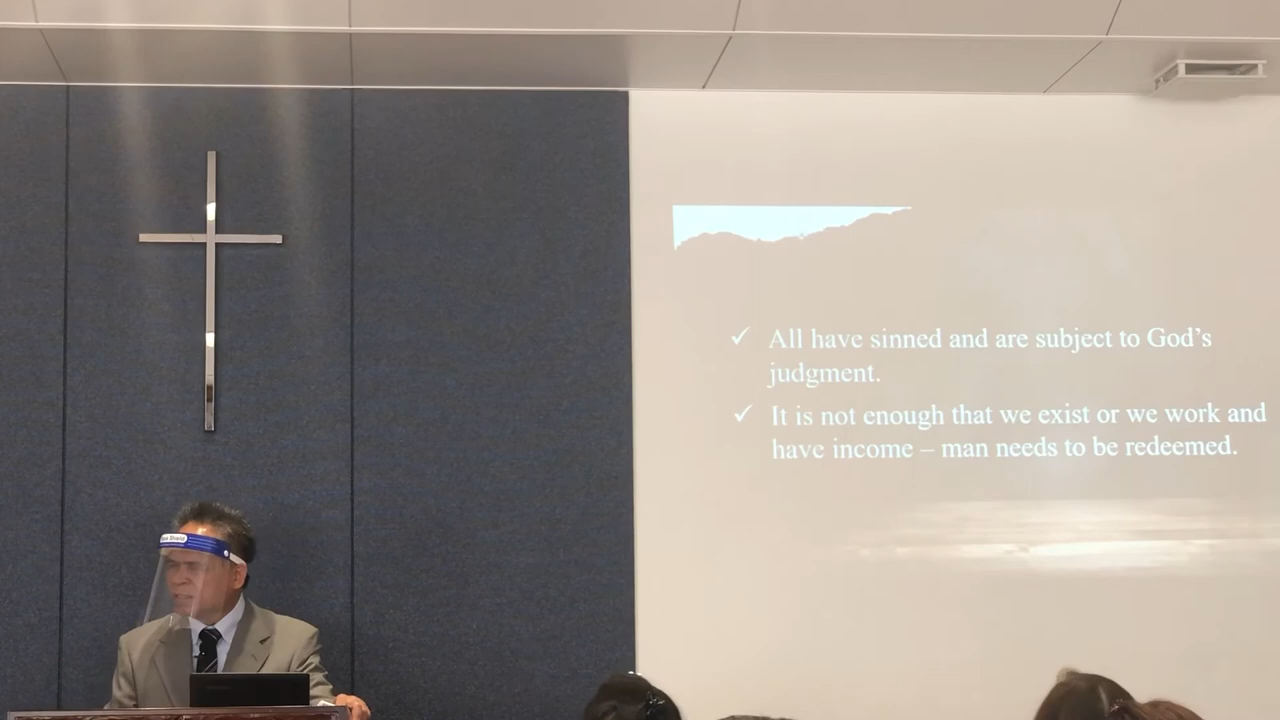 ✓ All have sinned and are subject to God's
judgment.
✓ It is not enough that we exist or we work and
have income – man needs to be redeemed.